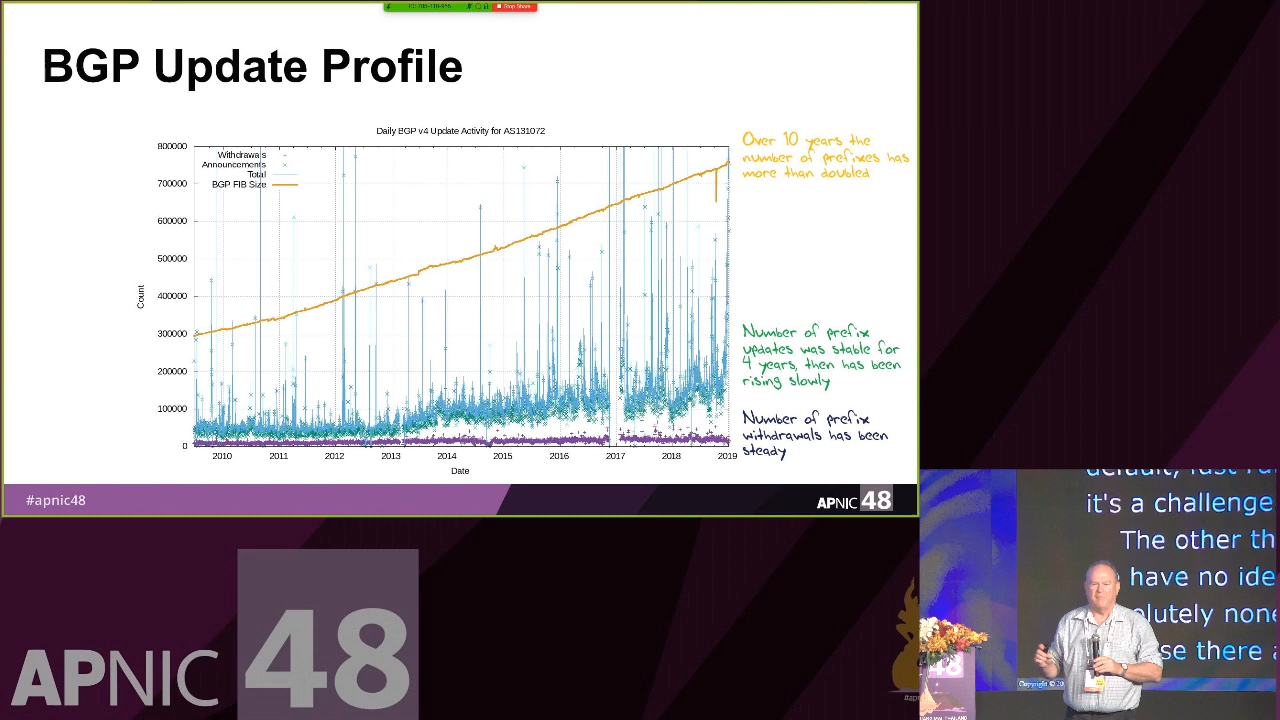 Stop Share
BGP Update Profile
Daily BGP v4 Update Activity for AS131072
Withdrawals
Announcements
Total
BGP FIB Size
800000
700000
600000
500000
400000
300000
200000
100000
0
Count
2010
2011
2012
2013
2014
2015
2016
2017
2018
2019
Date
Over 10 years the
number of prefixes has
more than doubled
Number of prefix
updates was stable for
4 years, then has been
rising slowly
Number of prefix
withdrawals has been
steady
#apnic48
APNIC 48
APNIC 48
it's a challenge
The other th
have no ide
olutely none
se there a
48
Copyright ©